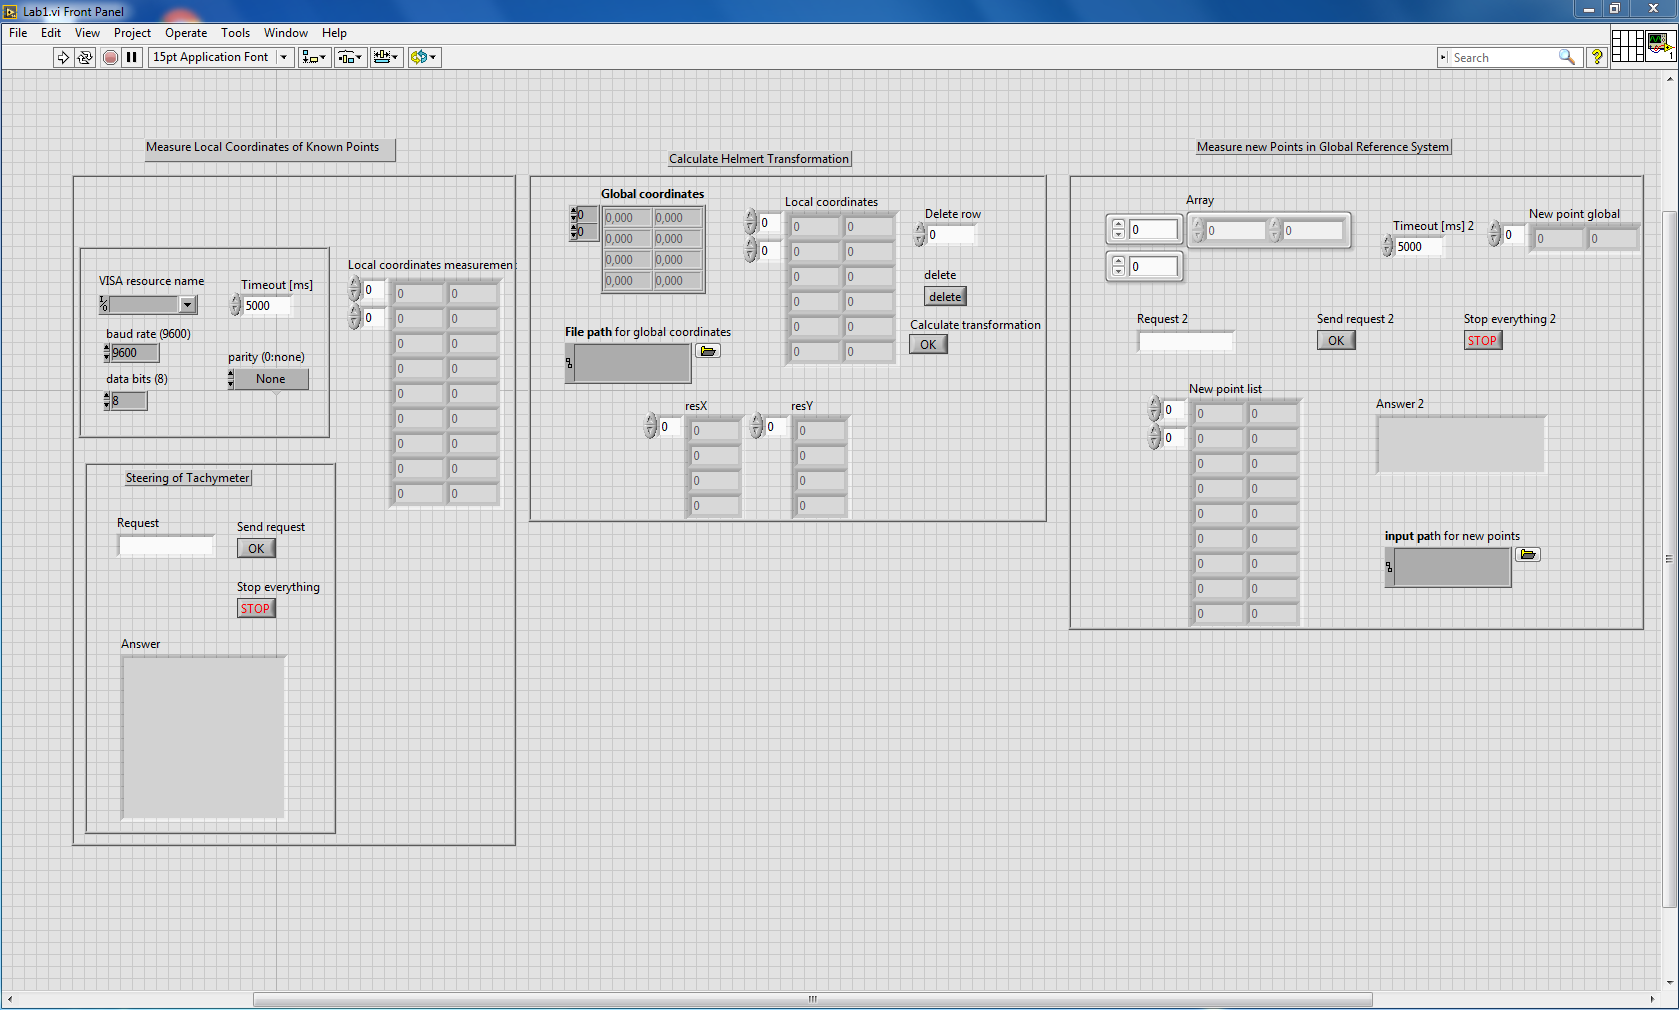 Lab1.vi Front Panel
File Edit View Project Operate Tools Window Help
15pt Application Font
Search
?
1
Measure Local Coordinates of Known Points
VISA resource name
I/O
Timeout [ms]
5000
baud rate (9600)
9600
parity (0:none)
None
data bits (8)
8
Local coordinates measuremen
0
0
0 0
0 0
0 0
0 0
0 0
0 0
0 0
0 0
0 0
Steering of Tachymeter
Request
Send request
OK
Stop everything
STOP
Answer
Calculate Helmert Transformation
Global coordinates
0
0
0,000 0,000
0,000 0,000
0,000 0,000
0,000 0,000
Local coordinates
0
0
0 0
0 0
0 0
0 0
0 0
0 0
Delete row
0
delete
delete
File path for global coordinates
Calculate transformation
OK
resX
0
0
0
0
0
resY
0
0
0
0
0
Measure new Points in Global Reference System
Array
0
0
0 0
Timeout [ms] 2
5000
New point global
0
0 0
Request 2
Send request 2
OK
Stop everything 2
STOP
New point list
0
0
0 0
0 0
0 0
0 0
0 0
0 0
0 0
0 0
0 0
Answer 2
input path for new points